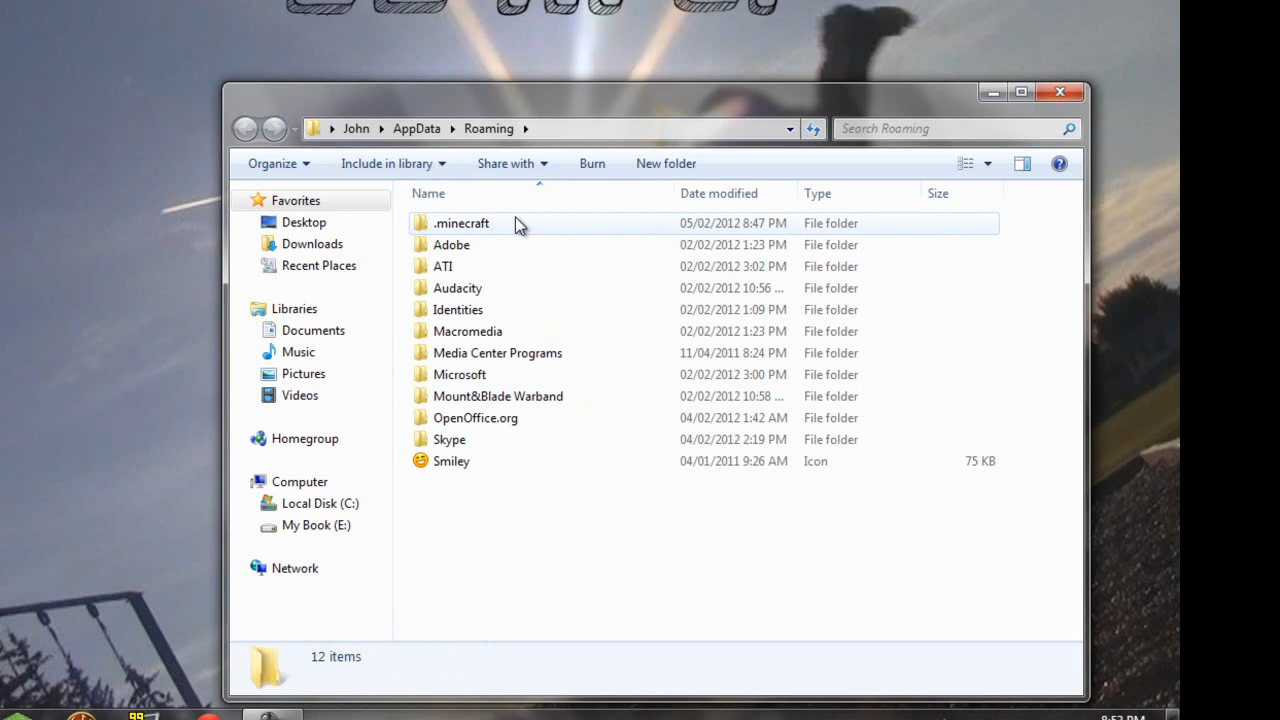 John AppData Roaming Search Roaming
Organize Include in library Share with Burn New folder
Name Date modified Type Size
Favorites
Desktop
Downloads
Recent Places
Libraries
Documents
Music
Pictures
Videos
Homegroup
Computer
Local Disk (C:)
My Book (E:)
Network
.minecraft 05/02/2012 8:47 PM File folder
Adobe 02/02/2012 1:23 PM File folder
ATI 02/02/2012 3:02 PM File folder
Audacity 02/02/2012 10:56 ... File folder
Identities 02/02/2012 1:09 PM File folder
Macromedia 02/02/2012 1:23 PM File folder
Media Center Programs 11/04/2011 8:24 PM File folder
Microsoft 02/02/2012 3:00 PM File folder
Mount&Blade Warband 02/02/2012 10:58 ... File folder
OpenOffice.org 04/02/2012 1:42 AM File folder
Skype 04/02/2012 2:19 PM File folder
Smiley 04/01/2011 9:26 AM Icon 75 KB
12 items
99
8:52 PM